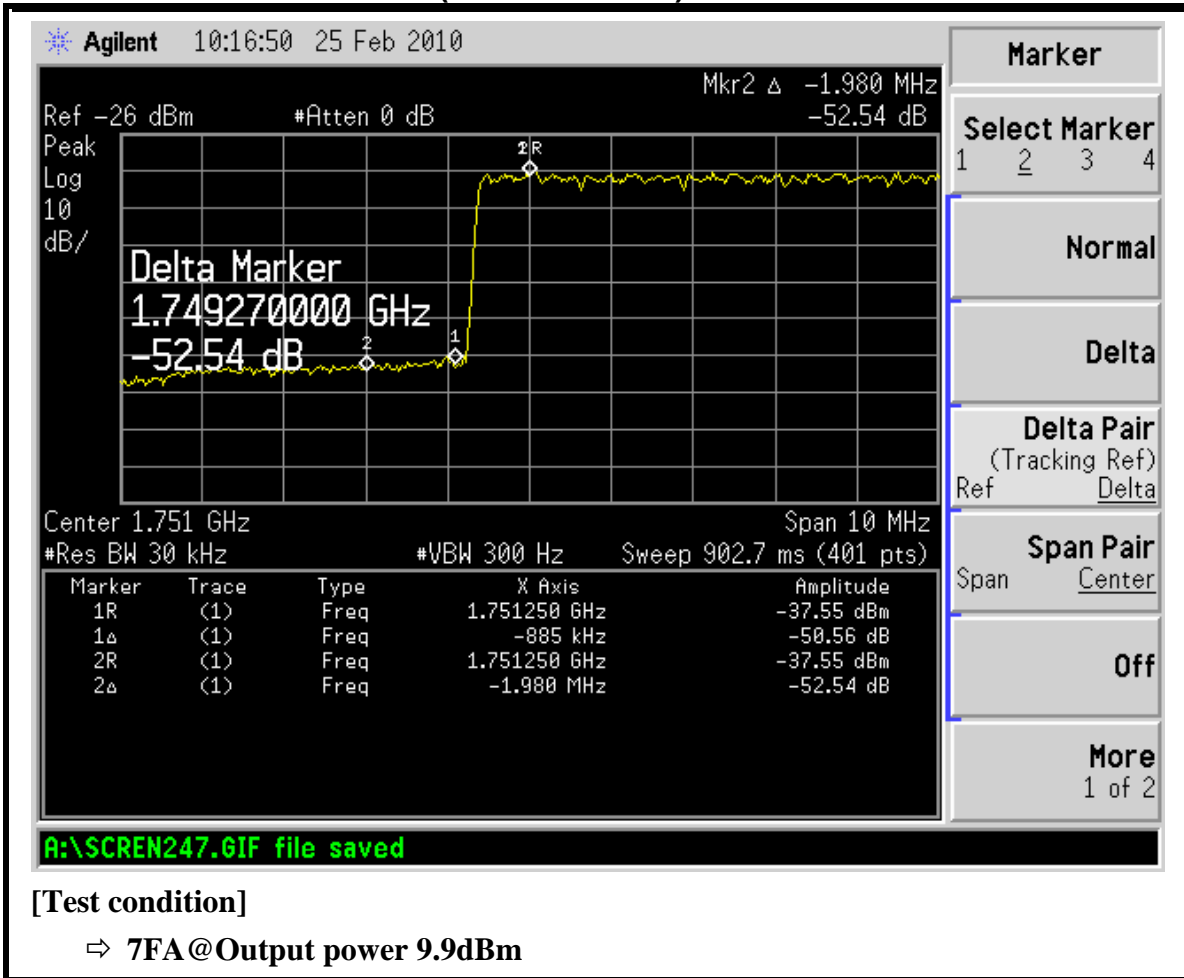 Agilent 10:16:50 25 Feb 2010
Mkr2 Δ -1.980 MHz
Ref -26 dBm #Atten 0 dB -52.54 dB
Peak
Log
10
dB/
2R
Delta Marker
1.749270000 GHz
-52.54 dB
2
1
Center 1.751 GHz Span 10 MHz
#Res BW 30 kHz #VBW 300 Hz Sweep 902.7 ms (401 pts)
Marker Trace Type X Axis Amplitude
1R (1) Freq 1.751250 GHz -37.55 dBm
1Δ (1) Freq -885 kHz -50.56 dB
2R (1) Freq 1.751250 GHz -37.55 dBm
2Δ (1) Freq -1.980 MHz -52.54 dB
A:\SCREN247.GIF file saved
Marker
Select Marker
1 2 3 4
Normal
Delta
Delta Pair
(Tracking Ref)
Ref Delta
Span Pair
Span Center
Off
More
1 of 2
[Test condition]
⇨ 7FA@Output power 9.9dBm